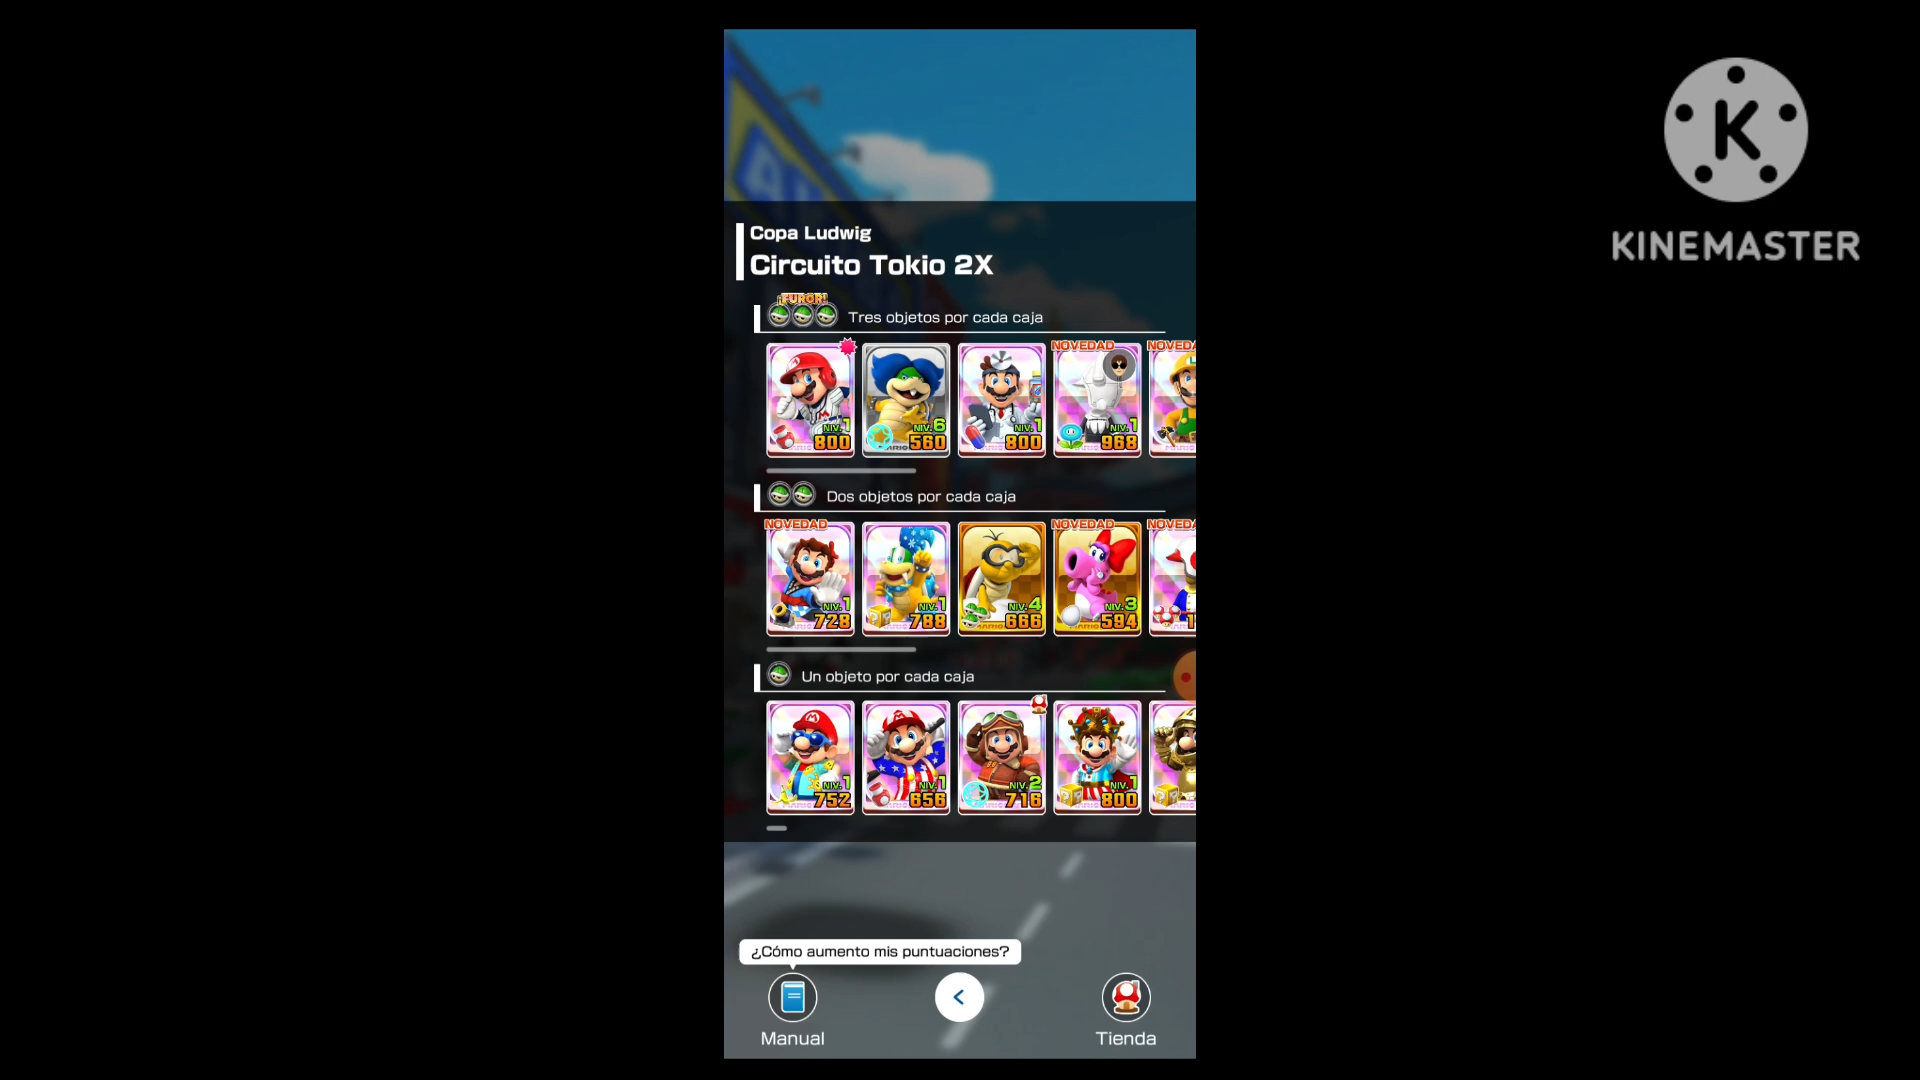 K
KINEMASTER
Copa Ludwig
Circuito Tokio 2X
¡FUROR!
Tres objetos por cada caja
NOVEDAD NOVEDA
NIV.1 NIV.6 NIV.1 NIV.1
800 560 800 968
Dos objetos por cada caja
NOVEDAD NOVEDAD NOVEDA
NIV.1 NIV.1 NIV.4 NIV.3
728 788 666 594 1
Un objeto por cada caja
NIV.1 NIV.1 NIV.2 NIV.1
752 656 716 800
¿Cómo aumento mis puntuaciones?
Manual
Tienda